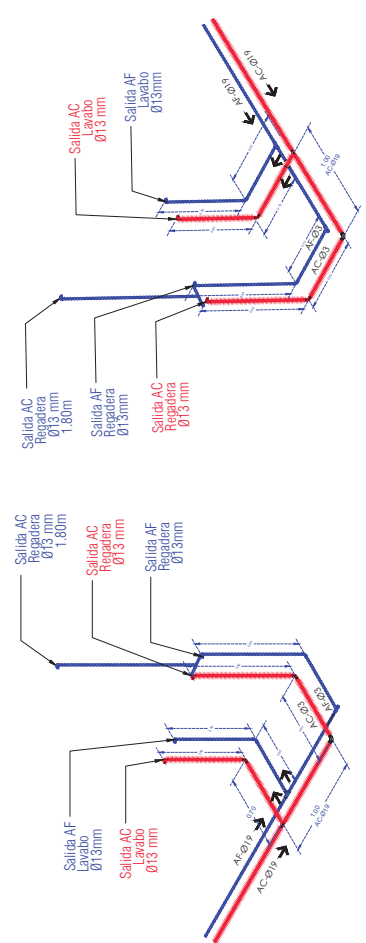 Salida AC
Lavabo
Ø13 mm
Salida AF
Lavabo
Ø13mm
AF-Ø19
AC-Ø19
1.00
AC-Ø19
AF-Ø3
AC-Ø3
Salida AC
Regadera
Ø13 mm
1.80m
Salida AF
Regadera
Ø13mm
Salida AC
Regadera
Ø13 mm
Salida AC
Regadera
Ø13 mm
1.80m
Salida AC
Regadera
Ø13 mm
Salida AF
Regadera
Ø13mm
Salida AF
Lavabo
Ø13mm
Salida AC
Lavabo
Ø13 mm
AC-Ø3
AF-Ø3
0.70
AF-Ø19
1.00
AC-Ø19
AC-Ø19